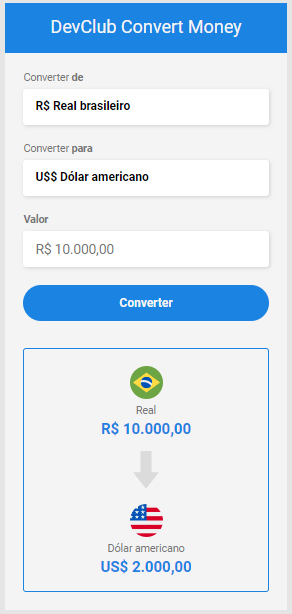 DevClub Convert Money
Converter de
R$ Real brasileiro
Converter para
U$$ Dólar americano
Valor
R$ 10.000,00
Converter
Real
R$ 10.000,00
Dólar americano
US$ 2.000,00